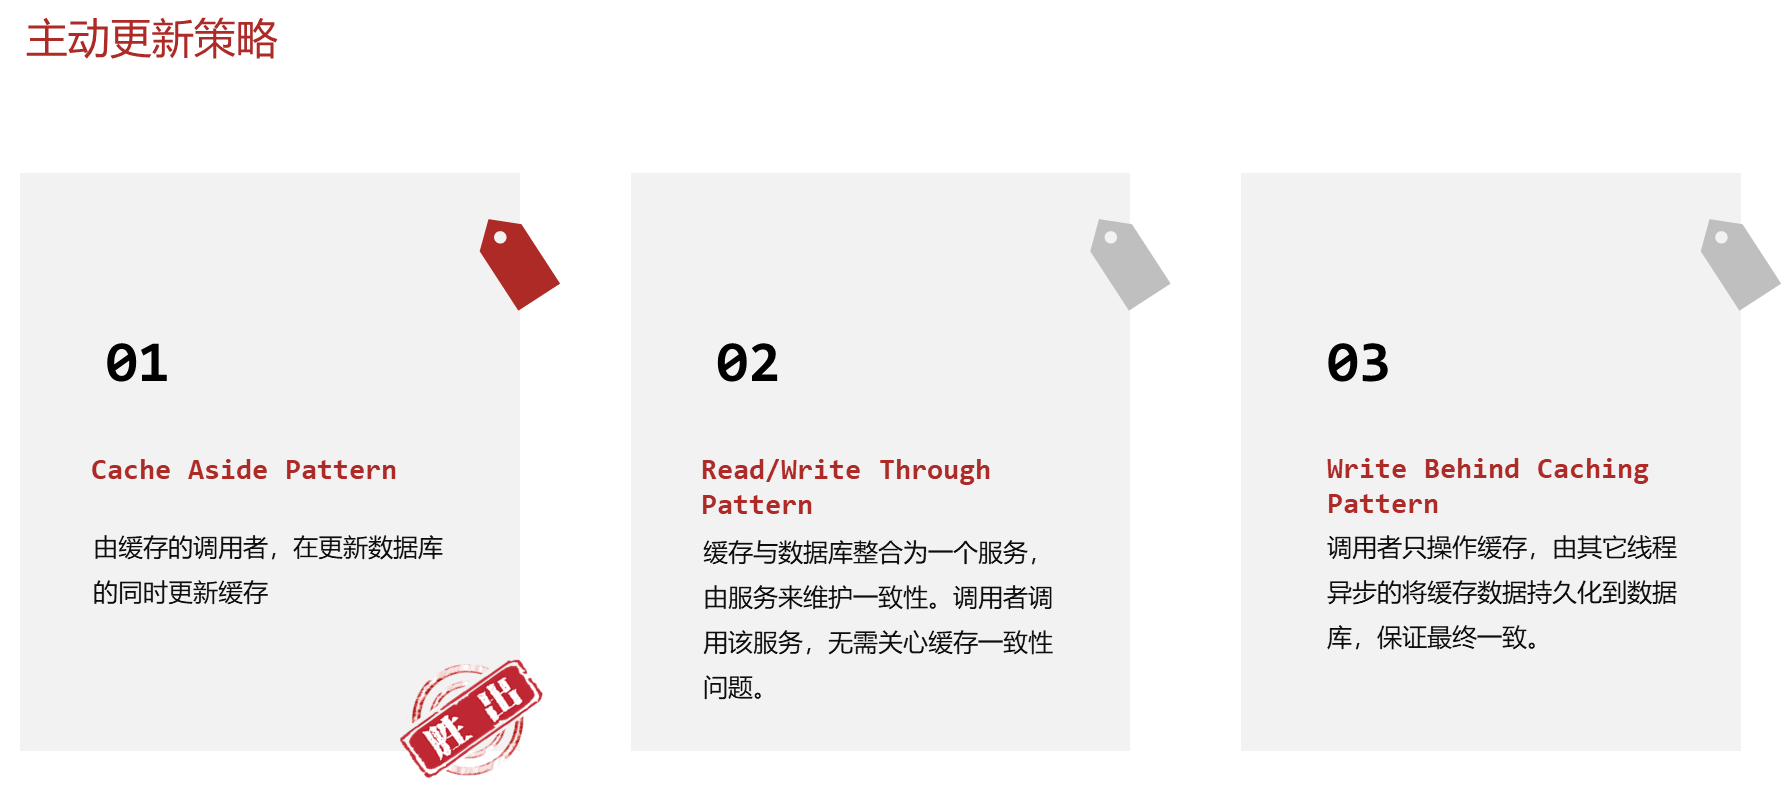 主动更新策略
01
Cache Aside Pattern
由缓存的调用者，在更新数据库
的同时更新缓存
胜出
02
Read/Write Through
Pattern
缓存与数据库整合为一个服务，
由服务来维护一致性。调用者调
用该服务，无需关心缓存一致性
问题。
03
Write Behind Caching
Pattern
调用者只操作缓存，由其它线程
异步的将缓存数据持久化到数据
库，保证最终一致。